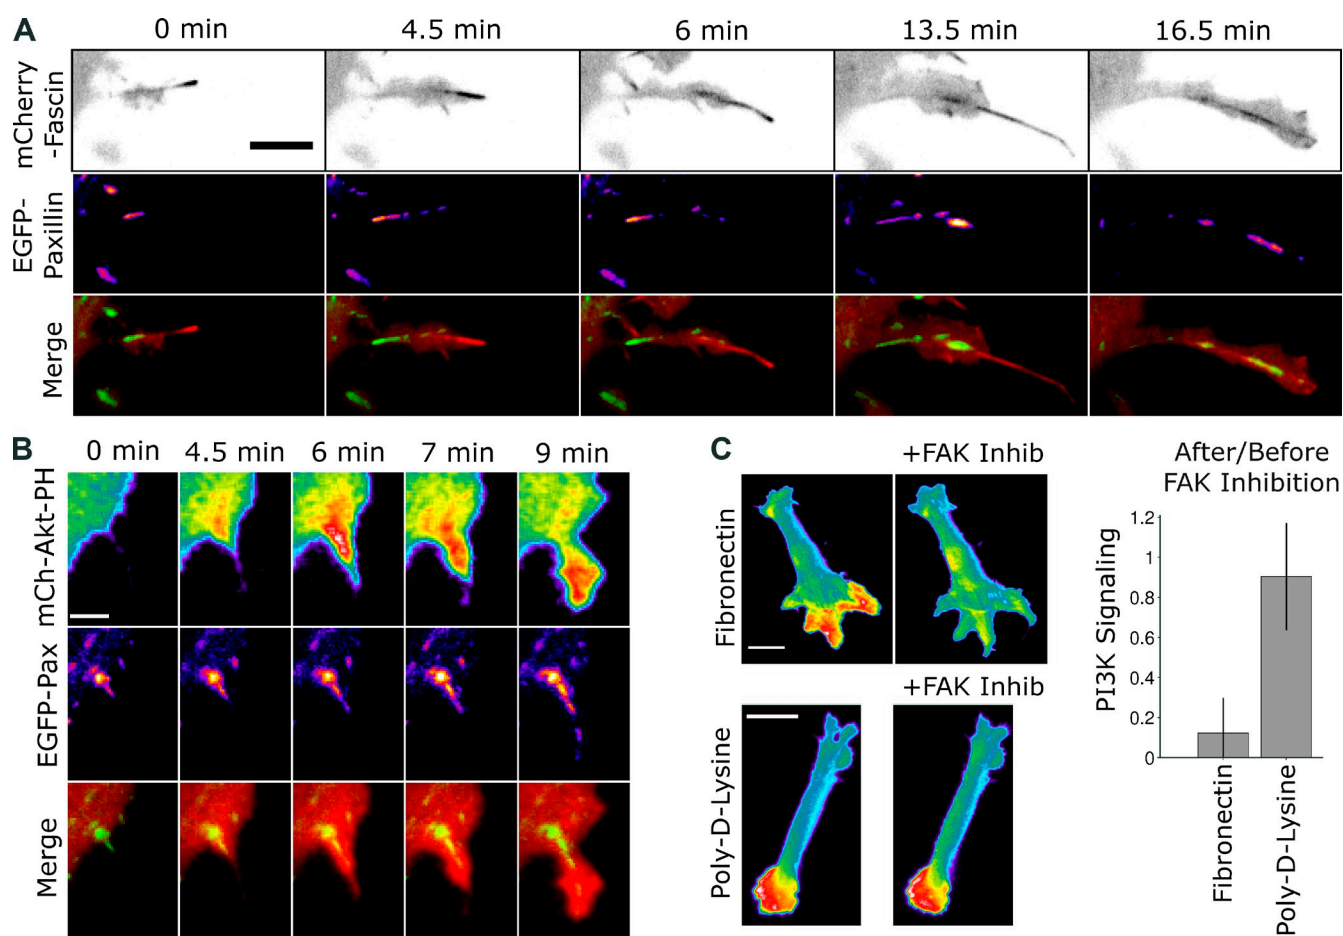 A
0 min 4.5 min 6 min 13.5 min 16.5 min
mCherry
-Fascin
EGFP-
Paxillin
Merge
B
0 min 4.5 min 6 min 7 min 9 min
mCh-Akt-PH
EGFP-Pax
Merge
C
+FAK Inhib
Fibronectin
+FAK Inhib
Poly-D-Lysine
After/Before
FAK Inhibition
PI3K Signaling
1.2
1
0.8
0.6
0.4
0.2
0
Fibronectin
Poly-D-Lysine